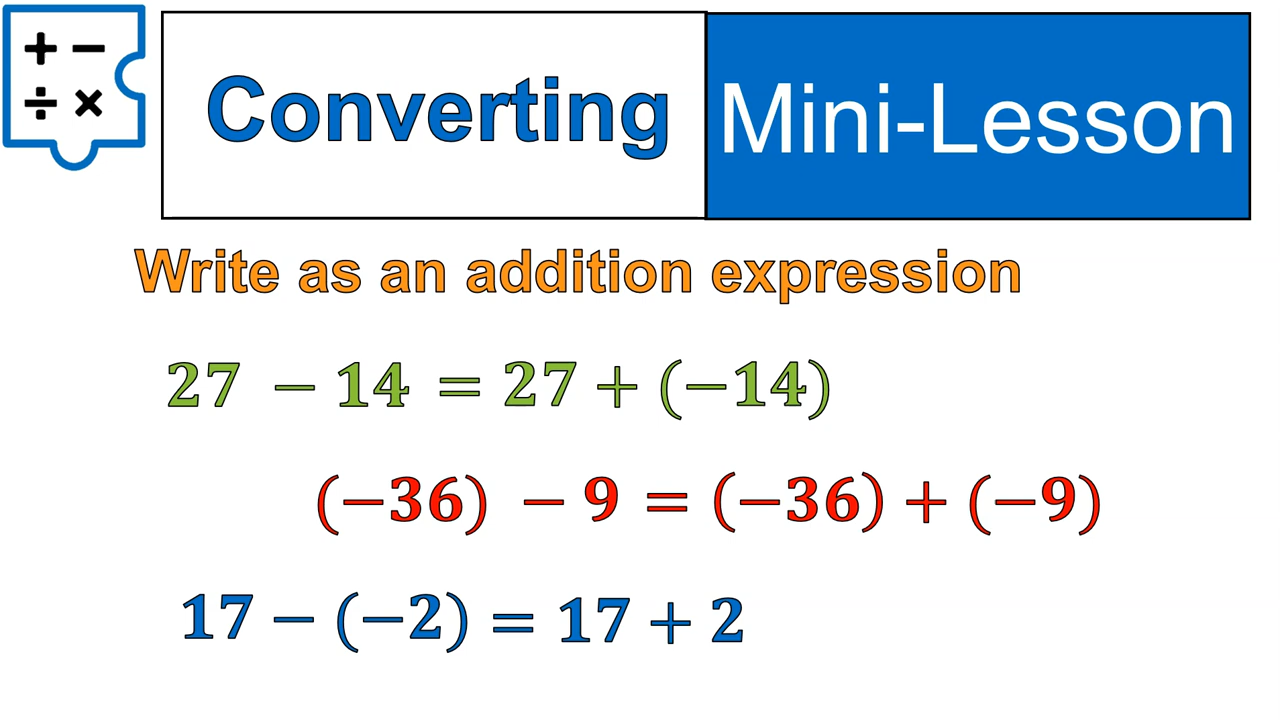 + −
÷ ×
Converting Mini-Lesson
Write as an addition expression
27 − 14 = 27 + (−14)
(−36) − 9 = (−36) + (−9)
17 − (−2) = 17 + 2